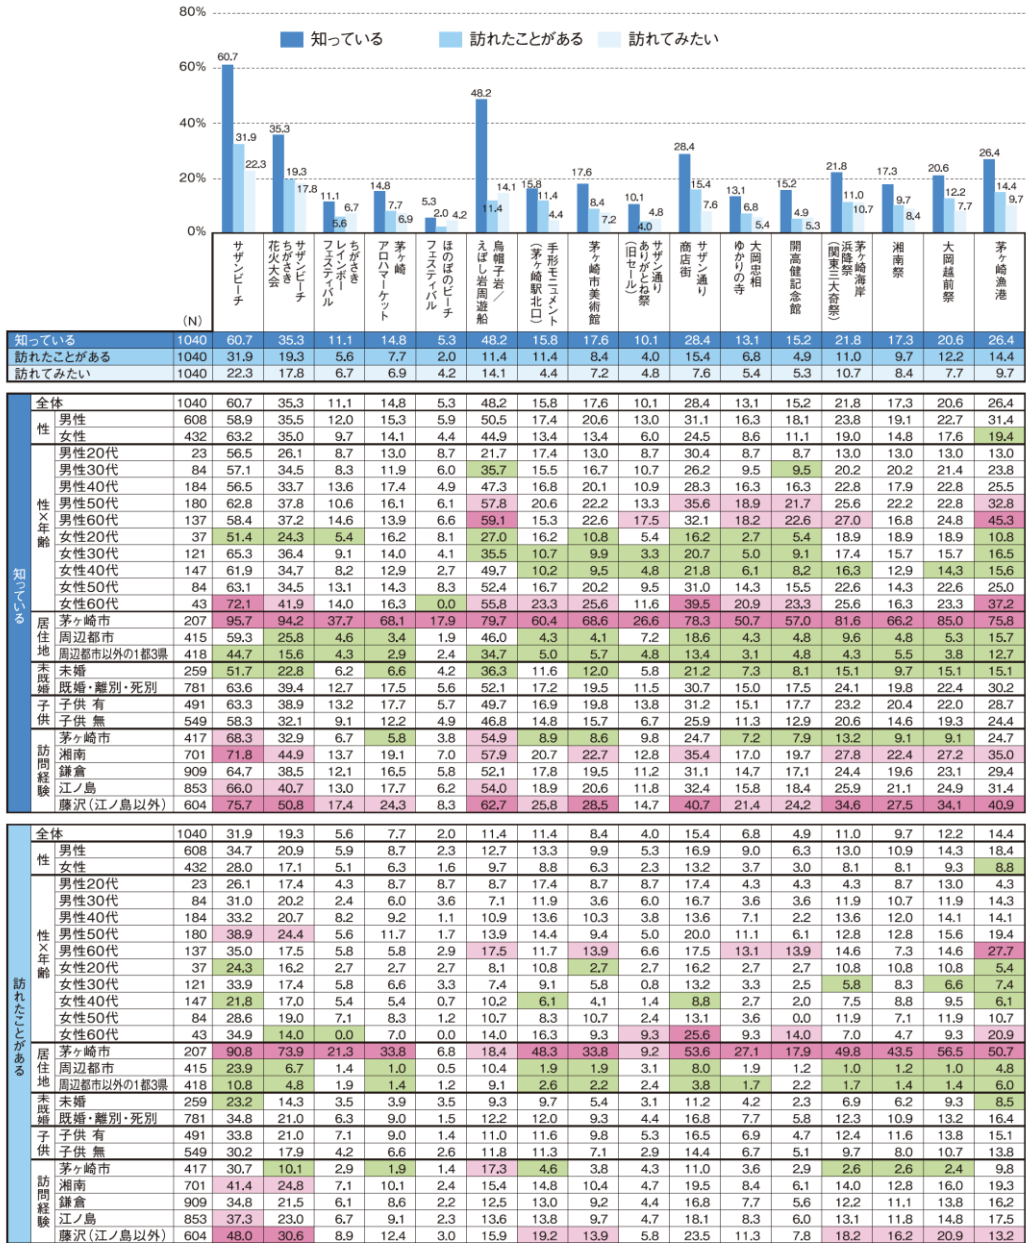 80%
知っている 訪れたことがある 訪れてみたい
60%
40%
20%
0%
60.7 31.9 22.3
35.3 19.3 17.8
11.1 5.6 6.7
14.8 7.7 6.9
5.3 2.0 4.2
48.2 11.4 14.1
15.8 11.4 4.4
17.6 8.4 7.2
10.1 4.0 4.8
28.4 15.4 7.6
13.1 6.8 5.4
15.2 4.9 5.3
21.8 11.0 10.7
17.3 9.7 8.4
20.6 12.2 7.7
26.4 14.4 9.7
(N)
サザンビーチ
サザンビーチ
ちがさき
花火大会
ちがさき
レインボー
フェスティバル
茅ヶ崎
アロハマーケット
ほのぼのビーチ
フェスティバル
烏帽子岩/
えぼし岩周遊船
手形モニュメント
(茅ヶ崎駅北口)
茅ヶ崎市美術館
サザン通り
ありがとね祭
(旧セール)
サザン通り
商店街
大岡忠相
ゆかりの寺
開高健記念館
茅ヶ崎海岸
浜降祭
(関東三大奇祭)
湘南祭
大岡越前祭
茅ヶ崎漁港
知っている 1040 60.7 35.3 11.1 14.8 5.3 48.2 15.8 17.6 10.1 28.4 13.1 15.2 21.8 17.3 20.6 26.4
訪れたことがある 1040 31.9 19.3 5.6 7.7 2.0 11.4 11.4 8.4 4.0 15.4 6.8 4.9 11.0 9.7 12.2 14.4
訪れてみたい 1040 22.3 17.8 6.7 6.9 4.2 14.1 4.4 7.2 4.8 7.6 5.4 5.3 10.7 8.4 7.7 9.7
知っている
全体 1040 60.7 35.3 11.1 14.8 5.3 48.2 15.8 17.6 10.1 28.4 13.1 15.2 21.8 17.3 20.6 26.4
性
男性 608 58.9 35.5 12.0 15.3 5.9 50.5 17.4 20.6 13.0 31.1 16.3 18.1 23.8 19.1 22.7 31.4
女性 432 63.2 35.0 9.7 14.1 4.4 44.9 13.4 13.4 6.0 24.5 8.6 11.1 19.0 14.8 17.6 19.4
性×年齢
男性20代 23 56.5 26.1 8.7 13.0 8.7 21.7 17.4 13.0 8.7 30.4 8.7 8.7 13.0 13.0 13.0 13.0
男性30代 84 57.1 34.5 8.3 11.9 6.0 35.7 15.5 16.7 10.7 26.2 9.5 9.5 20.2 20.2 21.4 23.8
男性40代 184 56.5 33.7 13.6 17.4 4.9 47.3 16.8 20.1 10.9 28.3 16.3 16.3 22.8 17.9 22.8 25.5
男性50代 180 62.8 37.8 10.6 16.1 6.1 57.8 20.6 22.2 13.3 35.6 18.9 21.7 25.6 22.2 22.8 32.8
男性60代 137 58.4 37.2 14.6 13.9 6.6 59.1 15.3 22.6 17.5 32.1 18.2 22.6 27.0 16.8 24.8 45.3
女性20代 37 51.4 24.3 5.4 16.2 8.1 27.0 16.2 10.8 5.4 16.2 2.7 5.4 18.9 18.9 18.9 10.8
女性30代 121 65.3 36.4 9.1 14.0 4.1 35.5 10.7 9.9 3.3 20.7 5.0 9.1 17.4 15.7 15.7 16.5
女性40代 147 61.9 34.7 8.2 12.9 2.7 49.7 10.2 9.5 4.8 21.8 6.1 8.2 16.3 12.9 14.3 15.6
女性50代 84 63.1 34.5 13.1 14.3 8.3 52.4 16.7 20.2 9.5 31.0 14.3 15.5 22.6 14.3 22.6 25.0
女性60代 43 72.1 41.9 14.0 16.3 0.0 55.8 23.3 25.6 11.6 39.5 20.9 23.3 25.6 16.3 23.3 37.2
居住地
茅ヶ崎市 207 95.7 94.2 37.7 68.1 17.9 79.7 60.4 68.6 26.6 78.3 50.7 57.0 81.6 66.2 85.0 75.8
周辺都市 415 59.3 25.8 4.6 3.4 1.9 46.0 4.3 4.1 7.2 18.6 4.3 4.8 9.6 4.8 5.3 15.7
周辺都市以外の1都3県 418 44.7 15.6 4.3 2.9 2.4 34.7 5.0 5.7 4.8 13.4 3.1 4.8 4.3 5.5 3.8 12.7
未既婚
未婚 259 51.7 22.8 6.2 6.6 4.2 36.3 11.6 12.0 5.8 21.2 7.3 8.1 15.1 9.7 15.1 15.1
既婚・離別・死別 781 63.6 39.4 12.7 17.5 5.6 52.1 17.2 19.5 11.5 30.7 15.0 17.5 24.1 19.8 22.4 30.2
子供
子供 有 491 63.3 38.9 13.2 17.7 5.7 49.7 16.9 19.8 13.8 31.2 15.1 17.7 23.2 20.4 22.0 28.7
子供 無 549 58.3 32.1 9.1 12.2 4.9 46.8 14.8 15.7 6.7 25.9 11.3 12.9 20.6 14.6 19.3 24.4
訪問経験
茅ヶ崎市 417 68.3 32.9 6.7 5.8 3.8 54.9 8.9 8.6 9.8 24.7 7.2 7.9 13.2 9.1 9.1 24.7
湘南 701 71.8 44.9 13.7 19.1 7.0 57.9 20.7 22.7 12.8 35.4 17.0 19.7 27.8 22.4 27.2 35.0
鎌倉 909 64.7 38.5 12.1 16.5 5.8 52.1 17.8 19.5 11.2 31.1 14.7 17.1 24.4 19.6 23.1 29.4
江ノ島 853 66.0 40.7 13.0 17.7 6.2 54.0 18.9 20.6 11.8 32.4 15.8 18.4 25.9 21.1 24.9 31.4
藤沢(江ノ島以外) 604 75.7 50.8 17.4 24.3 8.3 62.7 25.8 28.5 14.7 40.7 21.4 24.2 34.6 27.5 34.1 40.9
訪れたことがある
全体 1040 31.9 19.3 5.6 7.7 2.0 11.4 11.4 8.4 4.0 15.4 6.8 4.9 11.0 9.7 12.2 14.4
性
男性 608 34.7 20.9 5.9 8.7 2.3 12.7 13.3 9.9 5.3 16.9 9.0 6.3 13.0 10.9 14.3 18.4
女性 432 28.0 17.1 5.1 6.3 1.6 9.7 8.8 6.3 2.3 13.2 3.7 3.0 8.1 8.1 9.3 8.8
性×年齢
男性20代 23 26.1 17.4 4.3 8.7 8.7 8.7 17.4 8.7 8.7 17.4 4.3 4.3 4.3 8.7 13.0 4.3
男性30代 84 31.0 20.2 2.4 6.0 3.6 7.1 11.9 3.6 6.0 16.7 3.6 3.6 11.9 10.7 11.9 14.3
男性40代 184 33.2 20.7 8.2 9.2 1.1 10.9 13.6 10.3 3.8 13.6 7.1 2.2 13.6 12.0 14.1 14.1
男性50代 180 38.9 24.4 5.6 11.7 1.7 13.9 14.4 9.4 5.0 20.0 11.1 6.1 12.8 12.8 15.6 19.4
男性60代 137 35.0 17.5 5.8 5.8 2.9 17.5 11.7 13.9 6.6 17.5 13.1 13.9 14.6 7.3 14.6 27.7
女性20代 37 24.3 16.2 2.7 2.7 2.7 8.1 10.8 2.7 2.7 16.2 2.7 2.7 10.8 10.8 10.8 5.4
女性30代 121 33.9 17.4 5.8 6.6 3.3 7.4 9.1 5.8 0.8 13.2 3.3 2.5 5.8 8.3 6.6 7.4
女性40代 147 21.8 17.0 5.4 5.4 0.7 10.2 6.1 4.1 1.4 8.8 2.7 2.0 7.5 8.8 9.5 6.1
女性50代 84 28.6 19.0 7.1 8.3 1.2 10.7 8.3 10.7 2.4 13.1 3.6 0.0 11.9 7.1 11.9 10.7
女性60代 43 34.9 14.0 0.0 7.0 0.0 14.0 16.3 9.3 9.3 25.6 9.3 14.0 7.0 4.7 9.3 20.9
居住地
茅ヶ崎市 207 90.8 73.9 21.3 33.8 6.8 18.4 48.3 33.8 9.2 53.6 27.1 17.9 49.8 43.5 56.5 50.7
周辺都市 415 23.9 6.7 1.4 1.0 0.5 10.4 1.9 1.9 3.1 8.0 1.9 1.2 1.0 1.2 1.0 4.8
周辺都市以外の1都3県 418 10.8 4.8 1.9 1.4 1.2 9.1 2.6 2.2 2.4 3.8 1.7 2.2 1.7 1.4 1.4 6.0
未既婚
未婚 259 23.2 14.3 3.5 3.9 3.5 9.3 9.7 5.4 3.1 11.2 4.2 2.3 6.9 6.2 9.3 8.5
既婚・離別・死別 781 34.8 21.0 6.3 9.0 1.5 12.2 12.0 9.3 4.4 16.8 7.7 5.8 12.3 10.9 13.2 16.4
子供
子供 有 491 33.8 21.0 7.1 9.0 1.4 11.0 11.6 9.8 5.3 16.5 6.9 4.7 12.4 11.6 13.8 15.1
子供 無 549 30.2 17.9 4.2 6.6 2.6 11.8 11.3 7.1 2.9 14.4 6.7 5.1 9.7 8.0 10.7 13.8
訪問経験
茅ヶ崎市 417 30.7 10.1 2.9 1.9 1.4 17.3 4.6 3.8 4.3 11.0 3.6 2.9 2.6 2.6 2.4 9.8
湘南 701 41.4 24.8 7.1 10.1 2.4 15.4 14.8 10.4 4.7 19.5 8.4 6.1 14.0 12.8 16.0 19.3
鎌倉 909 34.8 21.5 6.1 8.6 2.2 12.5 13.0 9.2 4.4 16.8 7.7 5.6 12.2 11.1 13.8 16.2
江ノ島 853 37.3 23.0 6.7 9.1 2.3 13.6 13.8 9.7 4.7 18.1 8.3 6.0 13.1 11.8 14.8 17.5
藤沢(江ノ島以外) 604 48.0 30.6 8.9 12.4 3.0 15.9 19.2 13.9 5.8 23.5 11.3 7.8 18.2 16.2 20.9 13.2